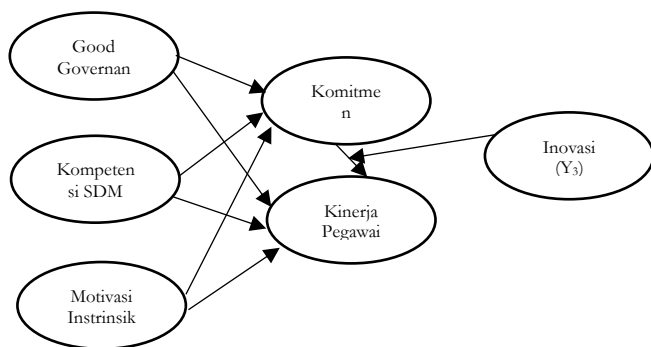 Good
Governan
Komitme
n
Kompeten
si SDM
Inovasi
(Y3)
Kinerja
Pegawai
Motivasi
Instrinsik